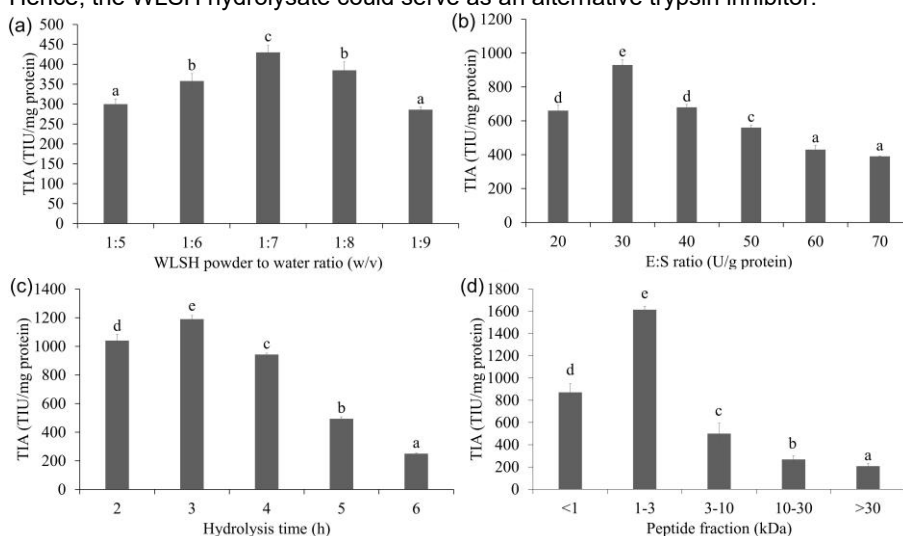 Hence, the WLSH hydrolysate could serve as an alternative trypsin inhibitor.
(a)
TIA (TIU/mg protein)
500
450
400
350
300
250
200
150
100
50
0
a
b
c
b
a
1:5 1:6 1:7 1:8 1:9
WLSH powder to water ratio (w/v)
(b)
TIA (TIU/mg protein)
1200
1000
800
600
400
200
0
d
e
d
c
a
a
20 30 40 50 60 70
E:S ratio (U/g protein)
(c)
TIA (TIU/mg protein)
1400
1200
1000
800
600
400
200
0
d
e
c
b
a
2 3 4 5 6
Hydrolysis time (h)
(d)
TIA (TIU/mg protein)
1800
1600
1400
1200
1000
800
600
400
200
0
d
e
c
b
a
<1 1-3 3-10 10-30 >30
Peptide fraction (kDa)